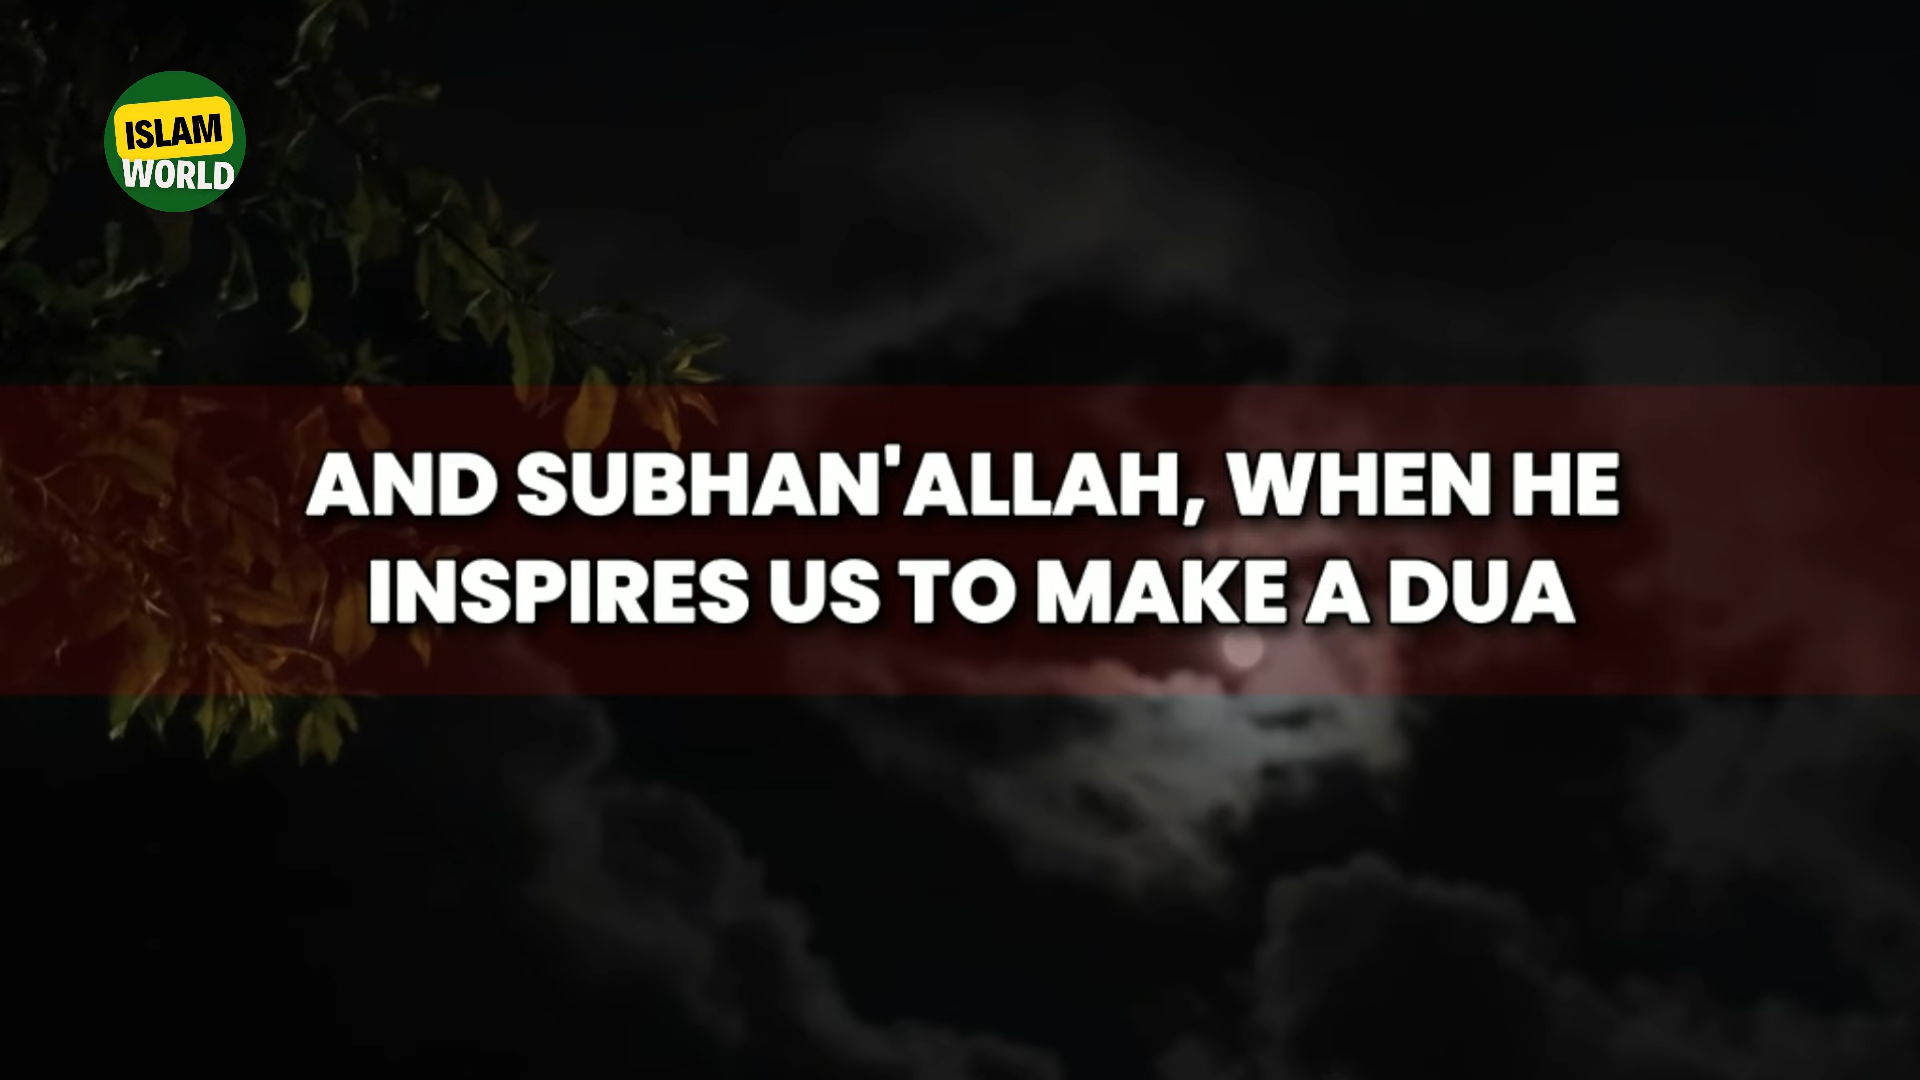 ISLAM
WORLD
AND SUBHAN'ALLAH, WHEN HE
INSPIRES US TO MAKE A DUA